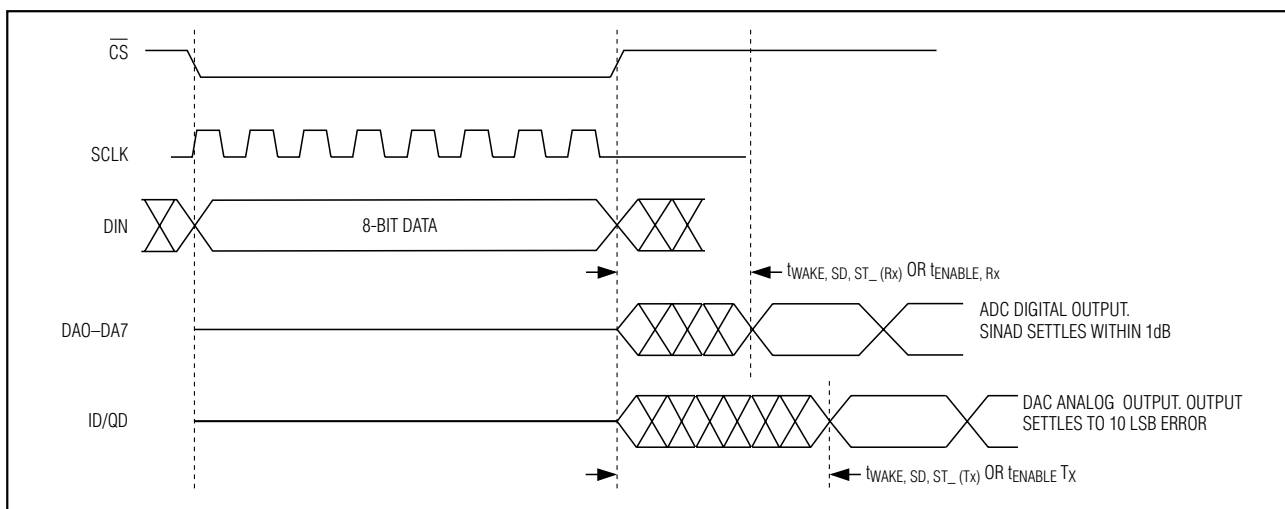 CS
SCLK
DIN
8-BIT DATA
tWAKE, SD, ST_ (Rx) OR tENABLE, Rx
DA0–DA7
ADC DIGITAL OUTPUT.
SINAD SETTLES WITHIN 1dB
ID/QD
DAC ANALOG OUTPUT. OUTPUT
SETTLES TO 10 LSB ERROR
tWAKE, SD, ST_ (Tx) OR tENABLE TX